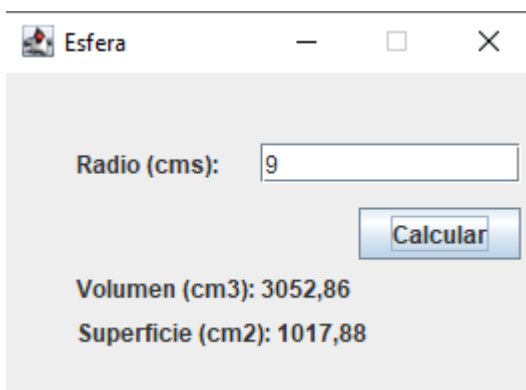 Esfera
Radio (cms): 9
Calcular
Volumen (cm3): 3052,86
Superficie (cm2): 1017,88